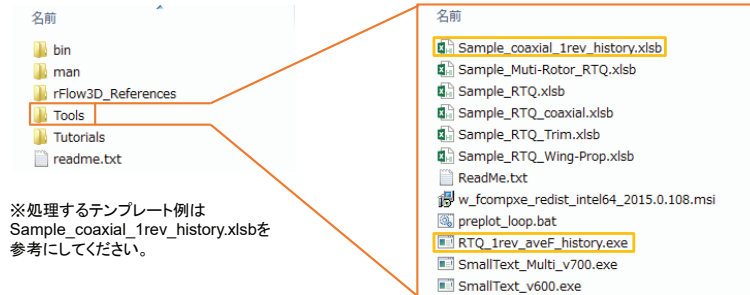 名前
bin
man
rFlow3D_References
Tools
Tutorials
readme.txt
※処理するテンプレート例は
Sample_coaxial_1rev_history.xlsbを
参考にしてください。
名前
Sample_coaxial_1rev_history.xlsb
Sample_Muti-Rotor_RTQ.xlsb
Sample_RTQ.xlsb
Sample_RTQ_coaxial.xlsb
Sample_RTQ_Trim.xlsb
Sample_RTQ_Wing-Prop.xlsb
ReadMe.txt
w_fcompxe_redist_intel64_2015.0.108.msi
preplot_loop.bat
RTQ_1rev_aveF_history.exe
SmallText_Multi_v700.exe
SmallText_v600.exe